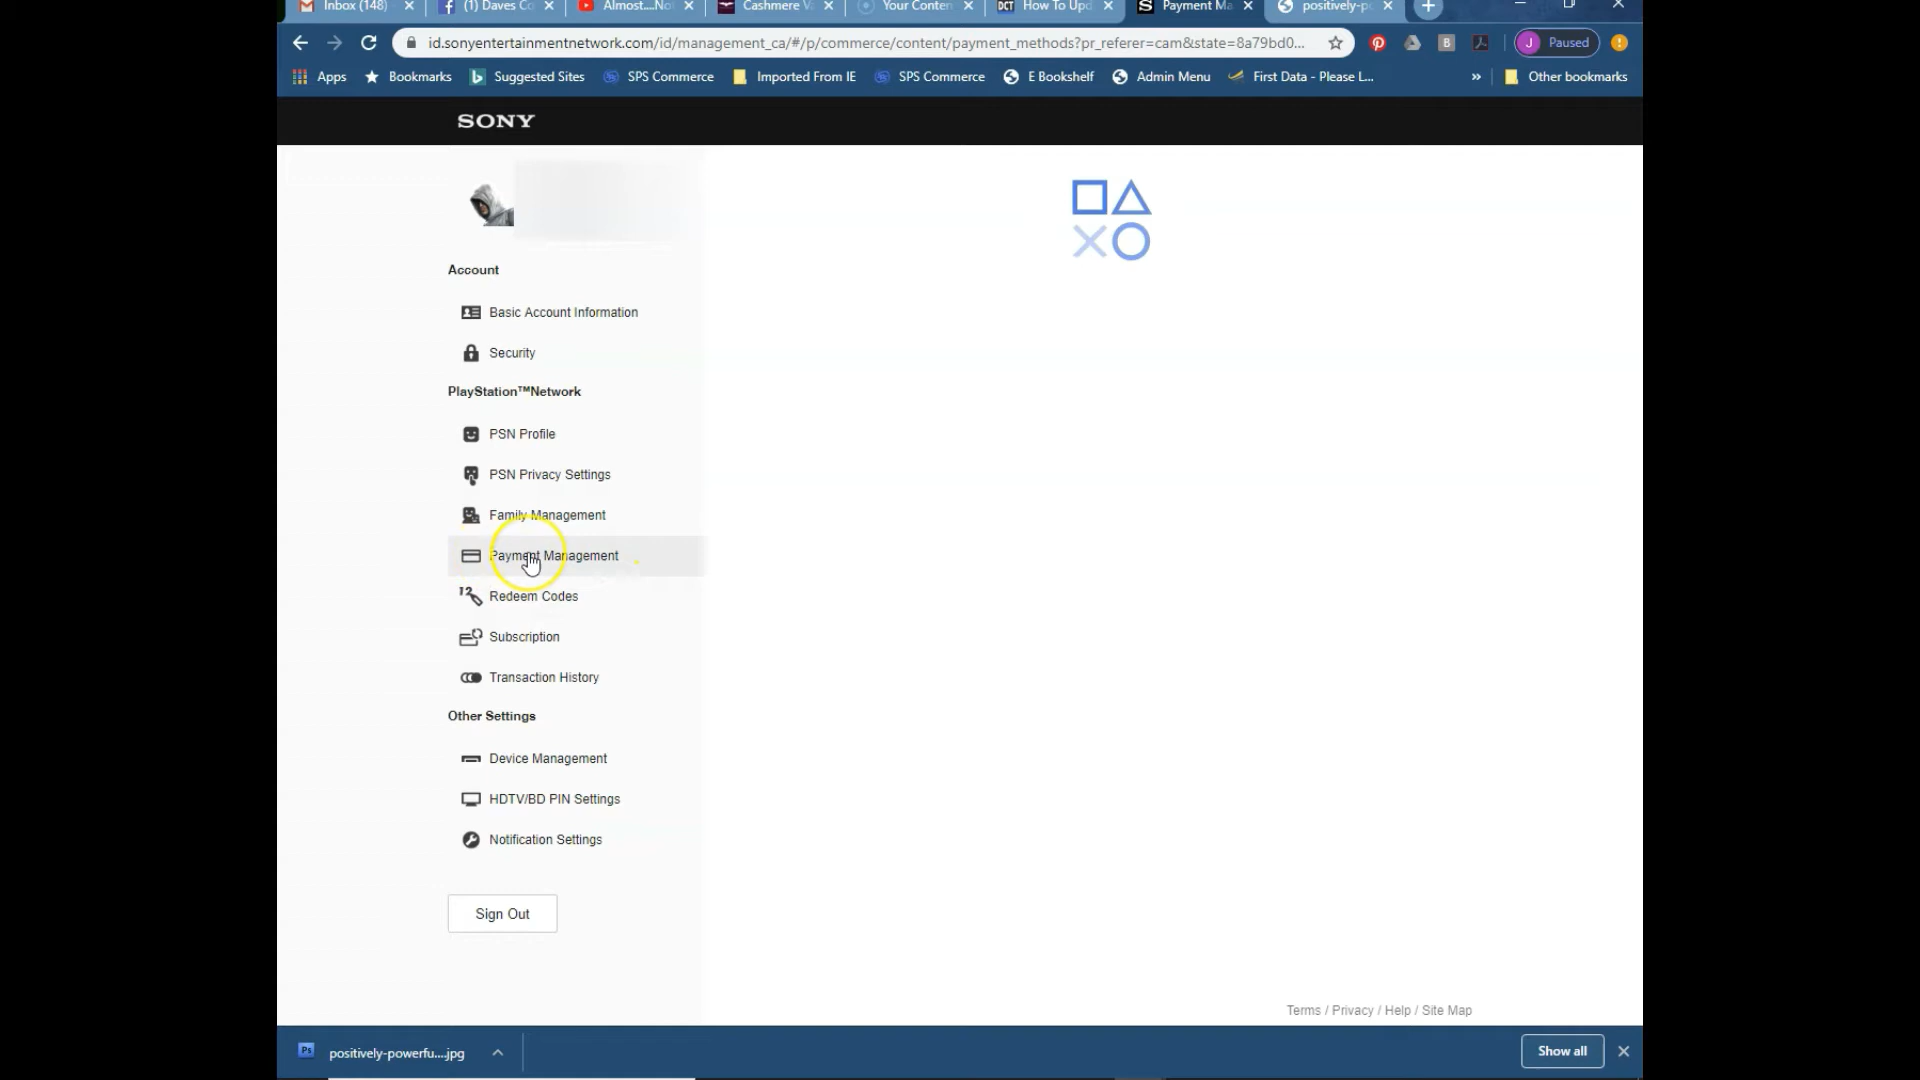 Inbox (148)
(1) Daves Co
Almost....No
Cashmere V
Your Conten
How To Upd
Payment Ma
positively-p
id.sonyentertainmentnetwork.com/id/management_ca/#/p/commerce/content/payment_methods?pr_referer=cam&state=8a79bd0...
J Paused
Apps
Bookmarks
Suggested Sites
SPS Commerce
Imported From IE
SPS Commerce
E Bookshelf
Admin Menu
First Data - Please L...
»
Other bookmarks
SONY
Account
Basic Account Information
Security
PlayStation™Network
PSN Profile
PSN Privacy Settings
Family Management
Payment Management
Redeem Codes
Subscription
Transaction History
Other Settings
Device Management
HDTV/BD PIN Settings
Notification Settings
Sign Out
Terms / Privacy / Help / Site Map
positively-powerfu....jpg
Show all